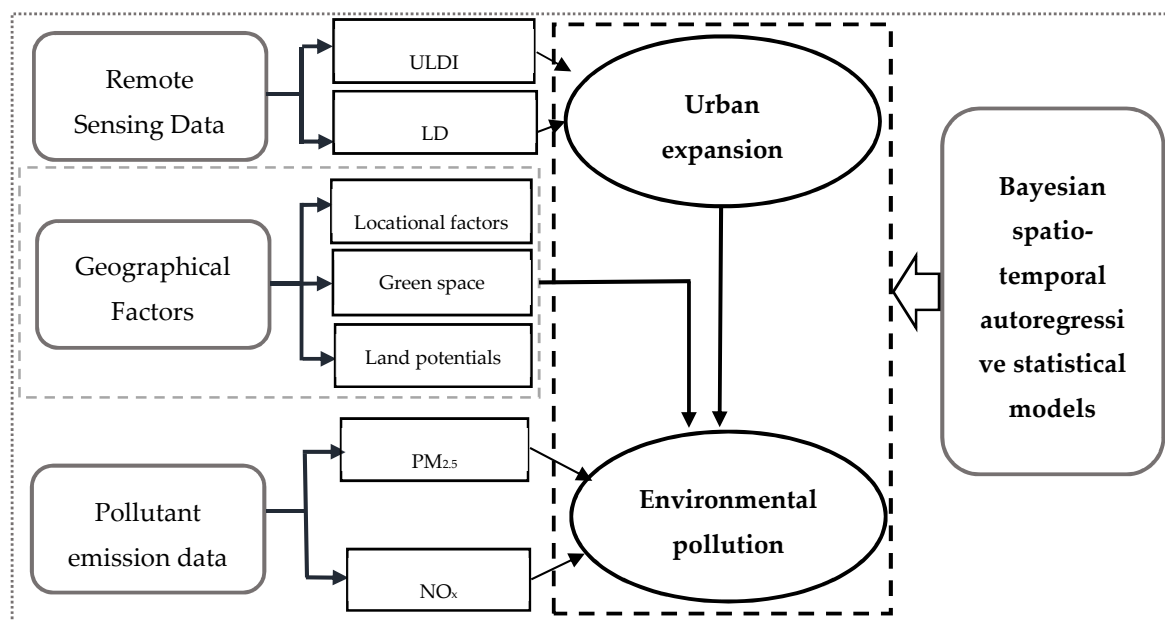 Remote
Sensing Data
ULDI
LD
Urban
expansion
Geographical
Factors
Locational factors
Green space
Land potentials
Bayesian
spatio-
temporal
autoregressi
ve statistical
models
Pollutant
emission data
PM2.5
NOx
Environmental
pollution